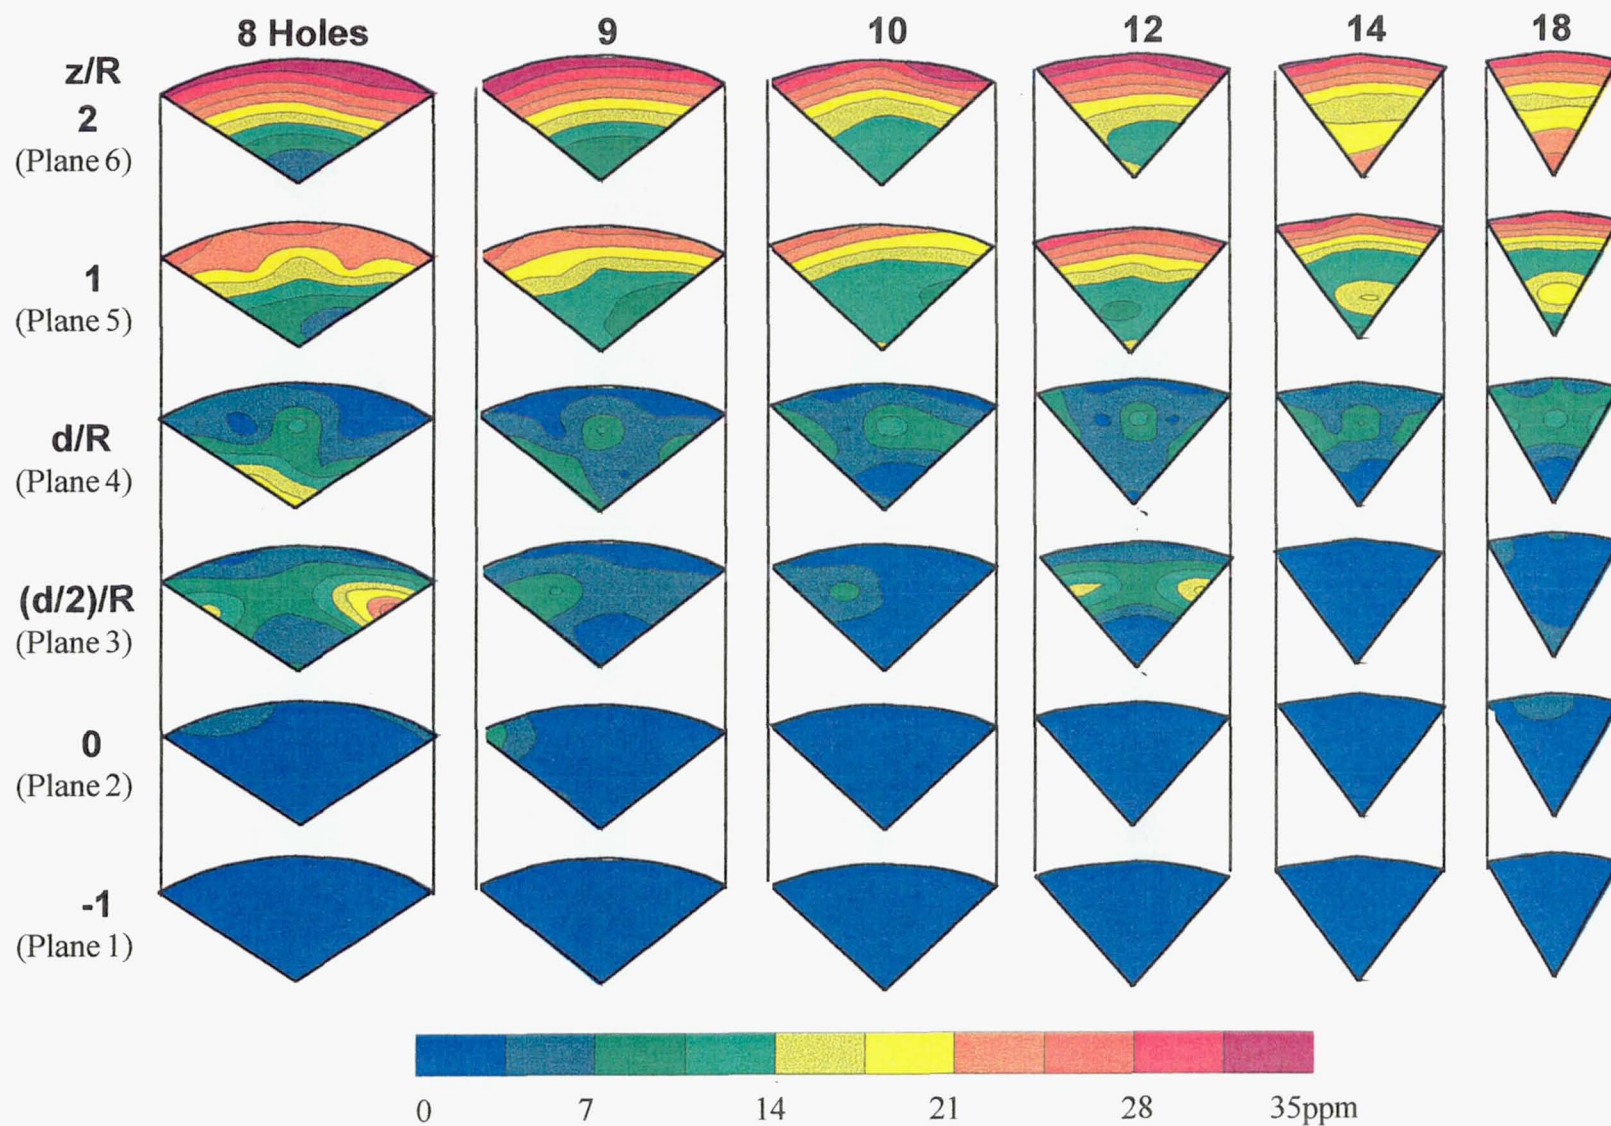 8 Holes 9 10 12 14 18
z/R
2
(Plane 6)
1
(Plane 5)
d/R
(Plane 4)
(d/2)/R
(Plane 3)
0
(Plane 2)
-1
(Plane 1)
0 7 14 21 28 35ppm